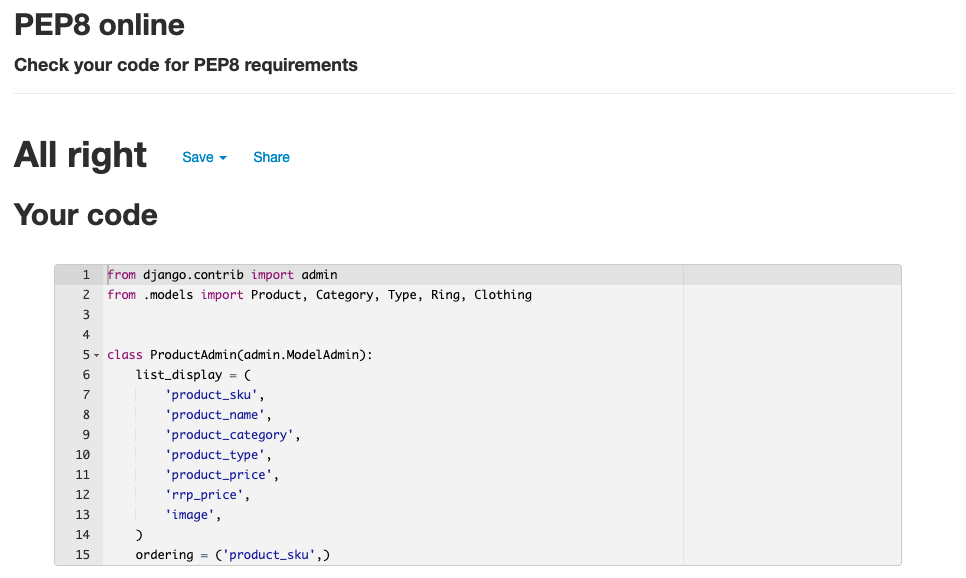 PEP8 online
Check your code for PEP8 requirements
All right Save Share
Your code
1 from django.contrib import admin
2 from .models import Product, Category, Type, Ring, Clothing
3
4
5 class ProductAdmin(admin.ModelAdmin):
6     list_display = (
7         'product_sku',
8         'product_name',
9         'product_category',
10         'product_type',
11         'product_price',
12         'rrp_price',
13         'image',
14     )
15     ordering = ('product_sku',)